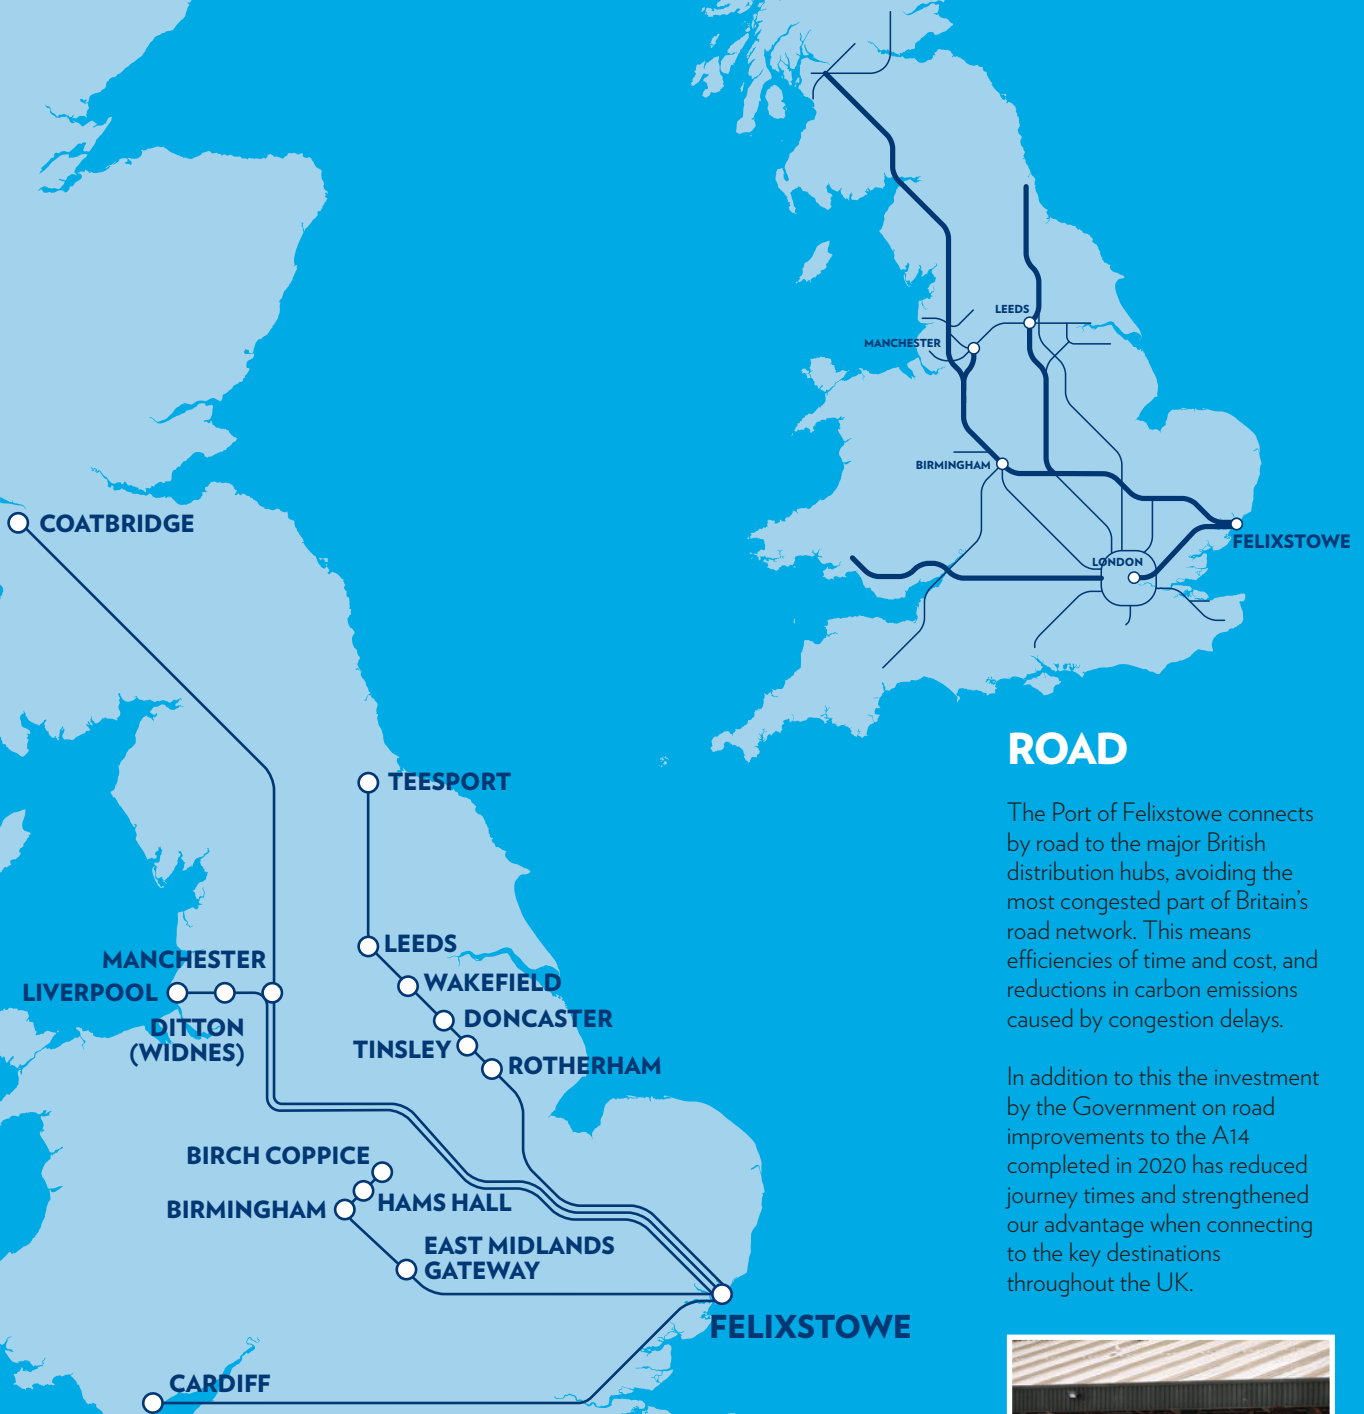 LEEDS
MANCHESTER
BIRMINGHAM
FELIXSTOWE
LONDON
COATBRIDGE
TEESPORT
LEEDS
MANCHESTER
WAKEFIELD
LIVERPOOL
DONCASTER
DITTON
(WIDNES)
TINSLEY
ROTHERHAM
BIRCH COPPICE
HAMS HALL
BIRMINGHAM
EAST MIDLANDS
GATEWAY
FELIXSTOWE
CARDIFF
ROAD
The Port of Felixstowe connects
by road to the major British
distribution hubs, avoiding the
most congested part of Britain’s
road network. This means
efficiencies of time and cost, and
reductions in carbon emissions
caused by congestion delays.
In addition to this the investment
by the Government on road
improvements to the A14
completed in 2020 has reduced
journey times and strengthened
our advantage when connecting
to the key destinations
throughout the UK.